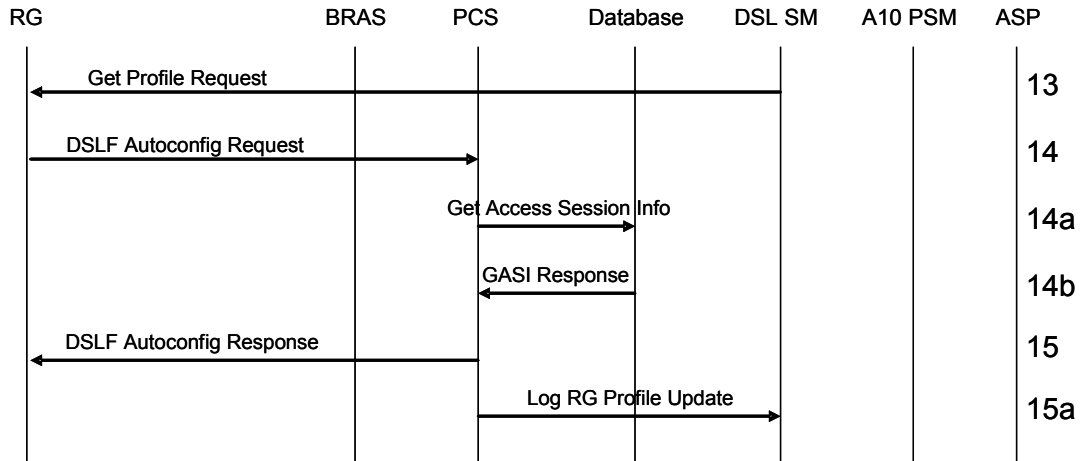 RG BRAS PCS Database DSL SM A10 PSM ASP
Get Profile Request 13
DSLF Autoconfig Request 14
Get Access Session Info 14a
GASI Response 14b
DSLF Autoconfig Response 15
Log RG Profile Update 15a